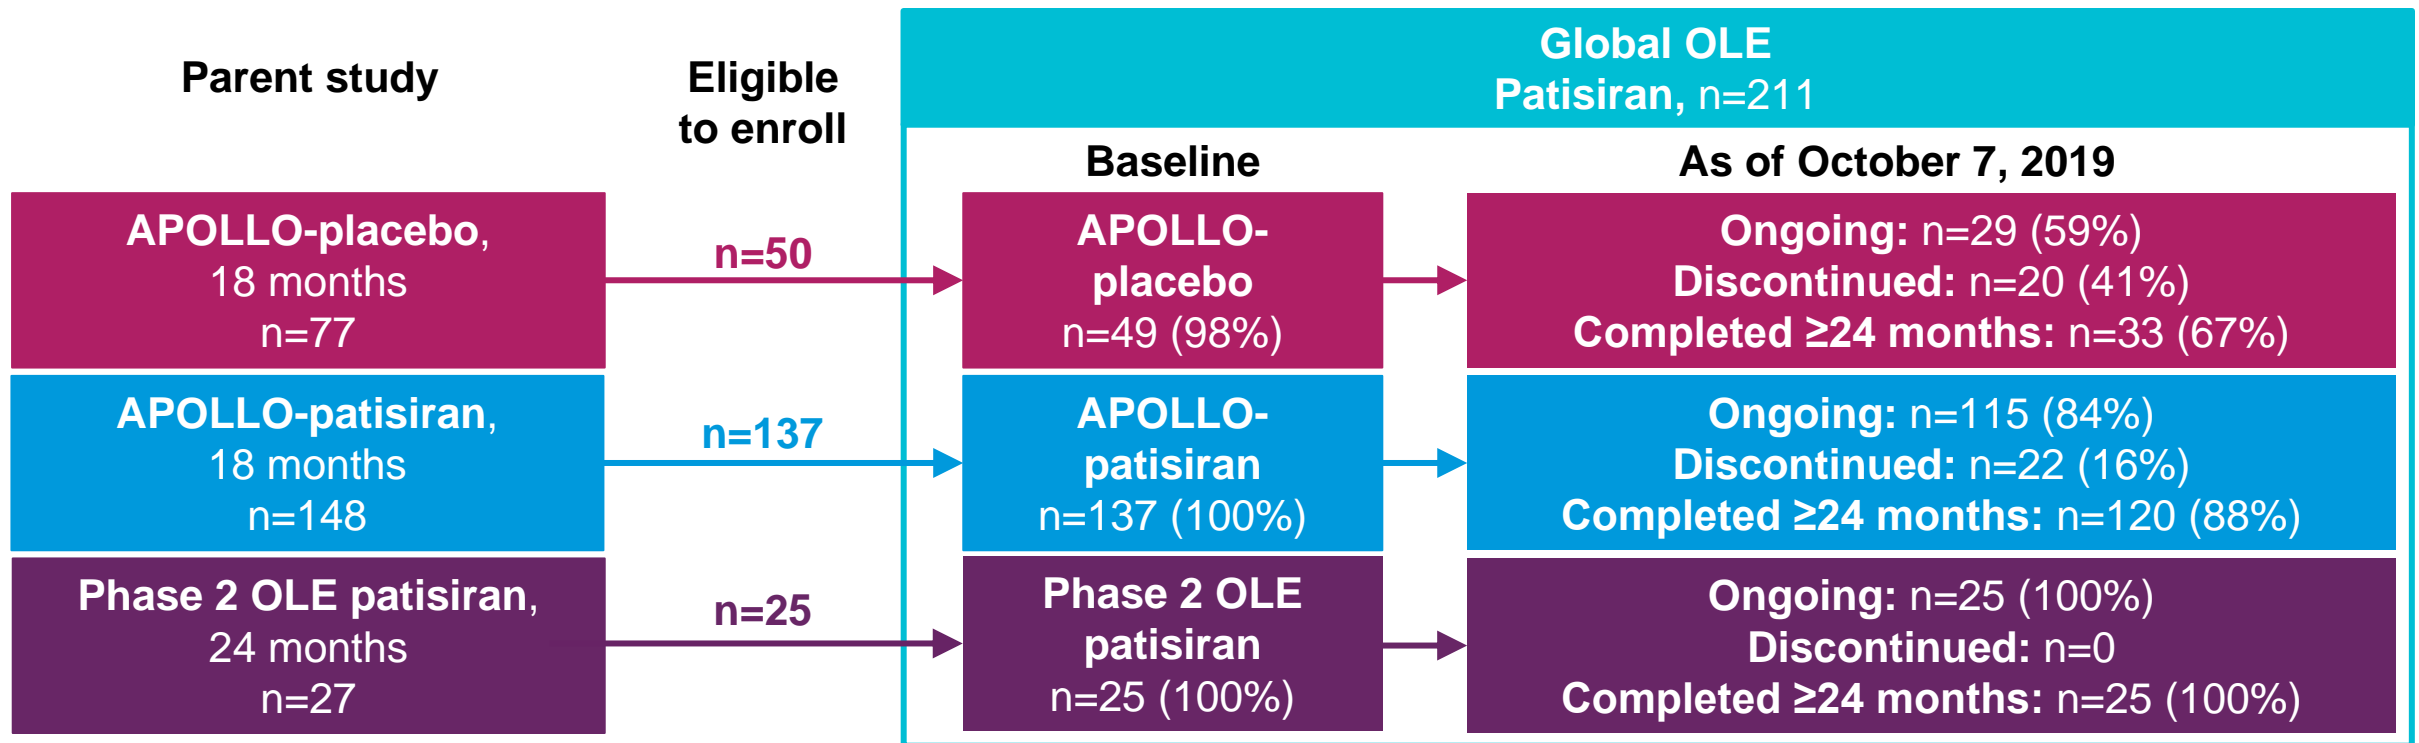 Parent study
Eligible
to enroll
Global OLE
Patisiran, n=211
Baseline
As of October 7, 2019
APOLLO-placebo,
18 months
n=77
n=50
APOLLO-
placebo
n=49 (98%)
Ongoing: n=29 (59%)
Discontinued: n=20 (41%)
Completed ≥24 months: n=33 (67%)
APOLLO-patisiran,
18 months
n=148
n=137
APOLLO-
patisiran
n=137 (100%)
Ongoing: n=115 (84%)
Discontinued: n=22 (16%)
Completed ≥24 months: n=120 (88%)
Phase 2 OLE patisiran,
24 months
n=27
n=25
Phase 2 OLE
patisiran
n=25 (100%)
Ongoing: n=25 (100%)
Discontinued: n=0
Completed ≥24 months: n=25 (100%)